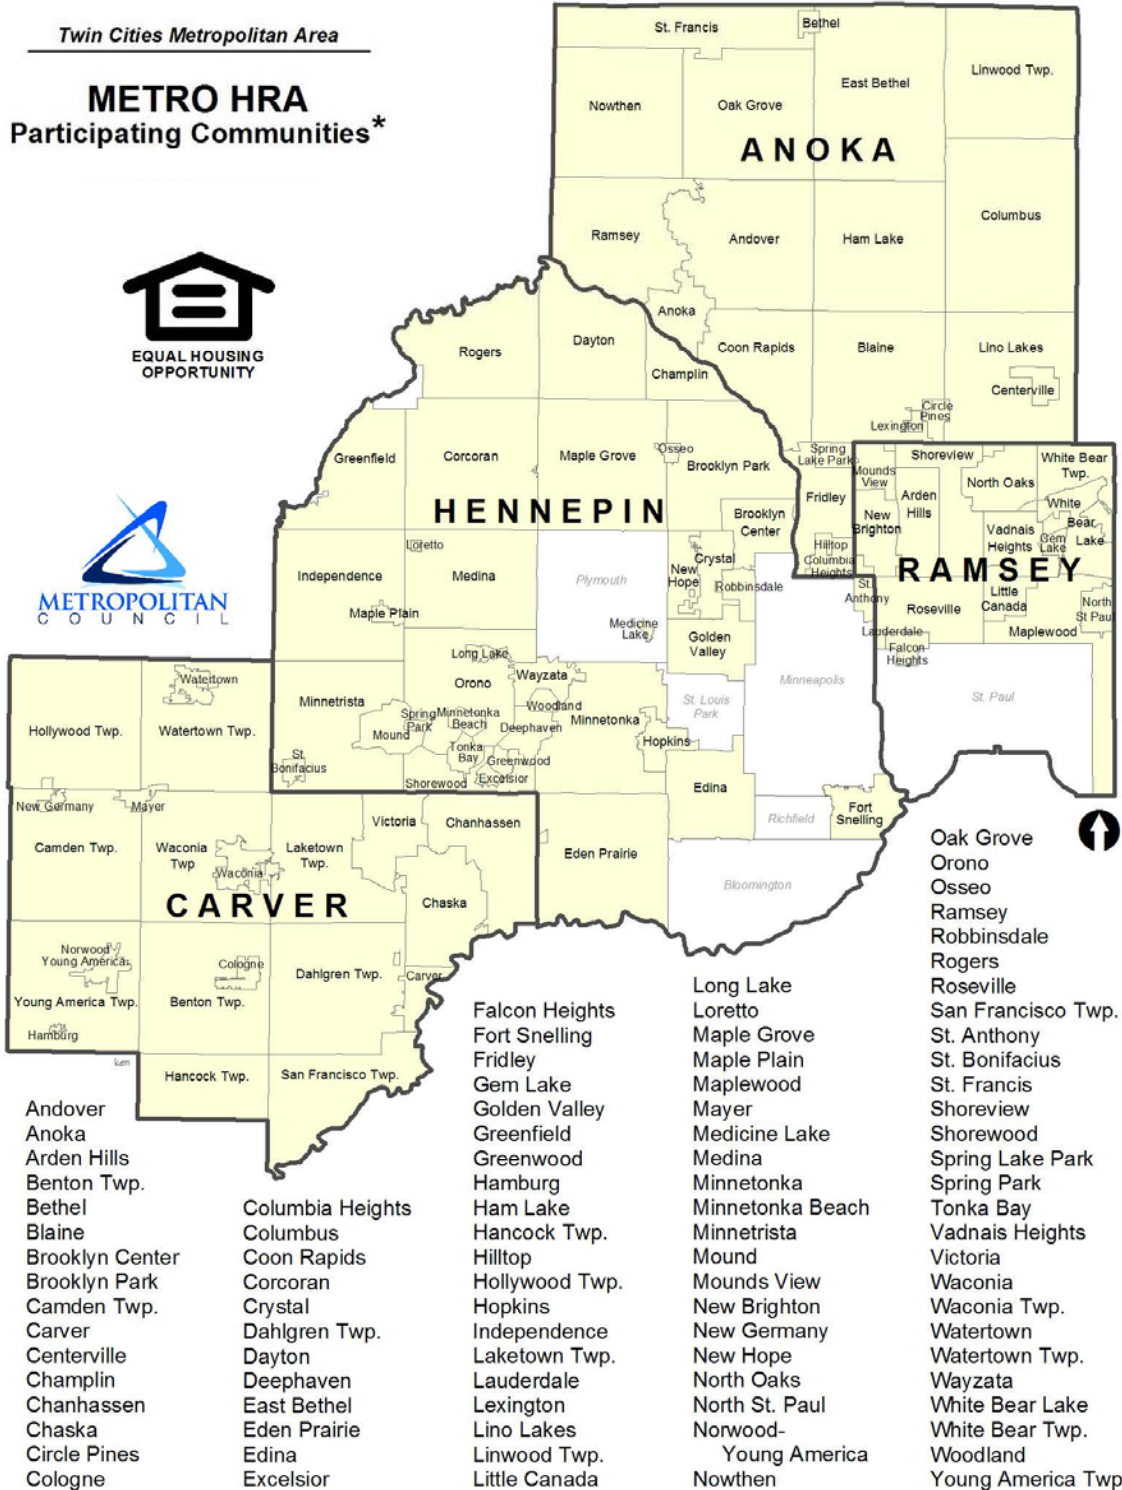 Twin Cities Metropolitan Area
METRO HRA
Participating Communities*
EQUAL HOUSING
OPPORTUNITY
METROPOLITAN
COUNCIL
St. Francis
Bethel
Nowthen
Oak Grove
East Bethel
Linwood Twp.
ANOKA
Ramsey
Andover
Ham Lake
Columbus
Anoka
Coon Rapids
Blaine
Lino Lakes
Centerville
Circle
Pines
Lexington
Spring
Lake Park
Fridley
Hilltop
Columbia
Heights
Rogers
Dayton
Champlin
Greenfield
Corcoran
Maple Grove
Osseo
Brooklyn Park
HENNEPIN
Brooklyn
Center
Loretto
Independence
Medina
Plymouth
New
Hope
Crystal
Robbinsdale
Maple Plain
Medicine
Lake
Golden
Valley
Minneapolis
Long Lake
Orono
Wayzata
Minnetrista
Woodland
Spring
Park
Minnetonka
Beach
Mound
Deephaven
Minnetonka
St. Louis
Park
Hopkins
Tonka
Bay
Greenwood
Excelsior
St.
Bonifacius
Shorewood
Edina
Richfield
Fort
Snelling
Eden Prairie
Bloomington
Shoreview
White Bear
Twp.
Mounds
View
Arden
Hills
North Oaks
White
Bear
Lake
New
Brighton
Vadnais
Heights
Gem
Lake
RAMSEY
St.
Anthony
Roseville
Little
Canada
North
St Paul
Lauderdale
Maplewood
Falcon
Heights
St. Paul
Watertown
Hollywood Twp.
Watertown Twp.
New Germany
Mayer
Camden Twp.
Waconia
Twp
Waconia
Laketown
Twp.
Victoria
Chanhassen
CARVER
Chaska
Norwood
Young America
Cologne
Dahlgren Twp.
Carver
Young America Twp.
Benton Twp.
Hamburg
Hancock Twp.
San Francisco Twp.
Andover
Anoka
Arden Hills
Benton Twp.
Bethel
Blaine
Brooklyn Center
Brooklyn Park
Camden Twp.
Carver
Centerville
Champlin
Chanhassen
Chaska
Circle Pines
Cologne
Columbia Heights
Columbus
Coon Rapids
Corcoran
Crystal
Dahlgren Twp.
Dayton
Deephaven
East Bethel
Eden Prairie
Edina
Excelsior
Falcon Heights
Fort Snelling
Fridley
Gem Lake
Golden Valley
Greenfield
Greenwood
Hamburg
Ham Lake
Hancock Twp.
Hilltop
Hollywood Twp.
Hopkins
Independence
Laketown Twp.
Lauderdale
Lexington
Lino Lakes
Linwood Twp.
Little Canada
Long Lake
Loretto
Maple Grove
Maple Plain
Maplewood
Mayer
Medicine Lake
Medina
Minnetonka
Minnetonka Beach
Minnetrista
Mound
Mounds View
New Brighton
New Germany
New Hope
North Oaks
North St. Paul
Norwood-
Young America
Nowthen
Oak Grove
Orono
Osseo
Ramsey
Robbinsdale
Rogers
Roseville
San Francisco Twp.
St. Anthony
St. Bonifacius
St. Francis
Shoreview
Shorewood
Spring Lake Park
Spring Park
Tonka Bay
Vadnais Heights
Victoria
Waconia
Waconia Twp.
Watertown
Watertown Twp.
Wayzata
White Bear Lake
White Bear Twp.
Woodland
Young America Twp